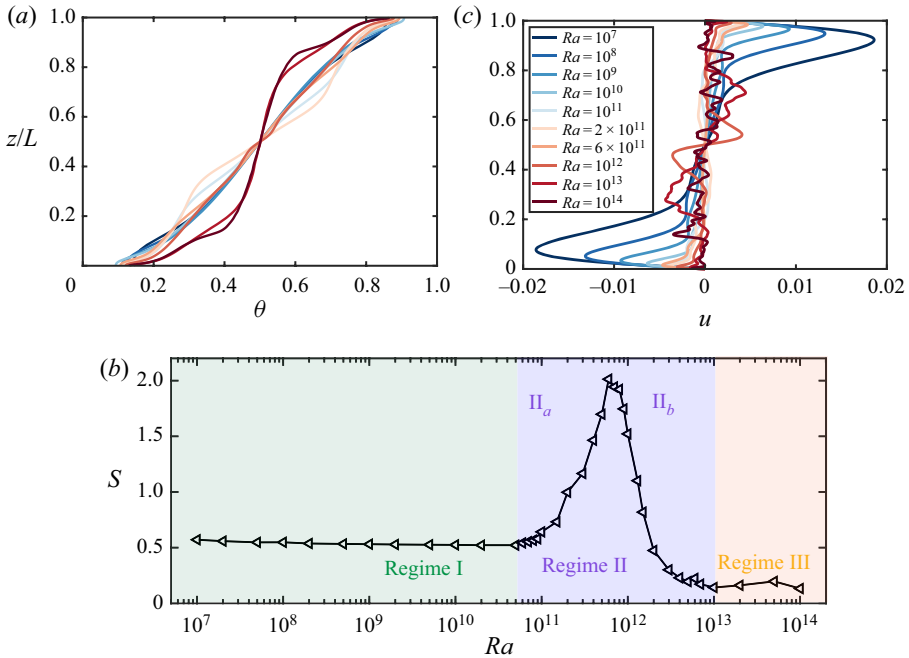 (a)
1.0
0.8
0.6
z/L
0.4
0.2
0
0.2
0.4
0.6
0.8
1.0
θ
(c)
1.0
0.8
0.6
0.4
0.2
0
Ra = 10^7
Ra = 10^8
Ra = 10^9
Ra = 10^10
Ra = 10^11
Ra = 2 × 10^11
Ra = 6 × 10^11
Ra = 10^12
Ra = 10^13
Ra = 10^14
−0.02
−0.01
0
0.01
0.02
u
(b)
2.0
1.5
S
1.0
0.5
0
II_a
II_b
Regime I
Regime II
Regime III
10^7
10^8
10^9
10^10
10^11
10^12
10^13
10^14
Ra